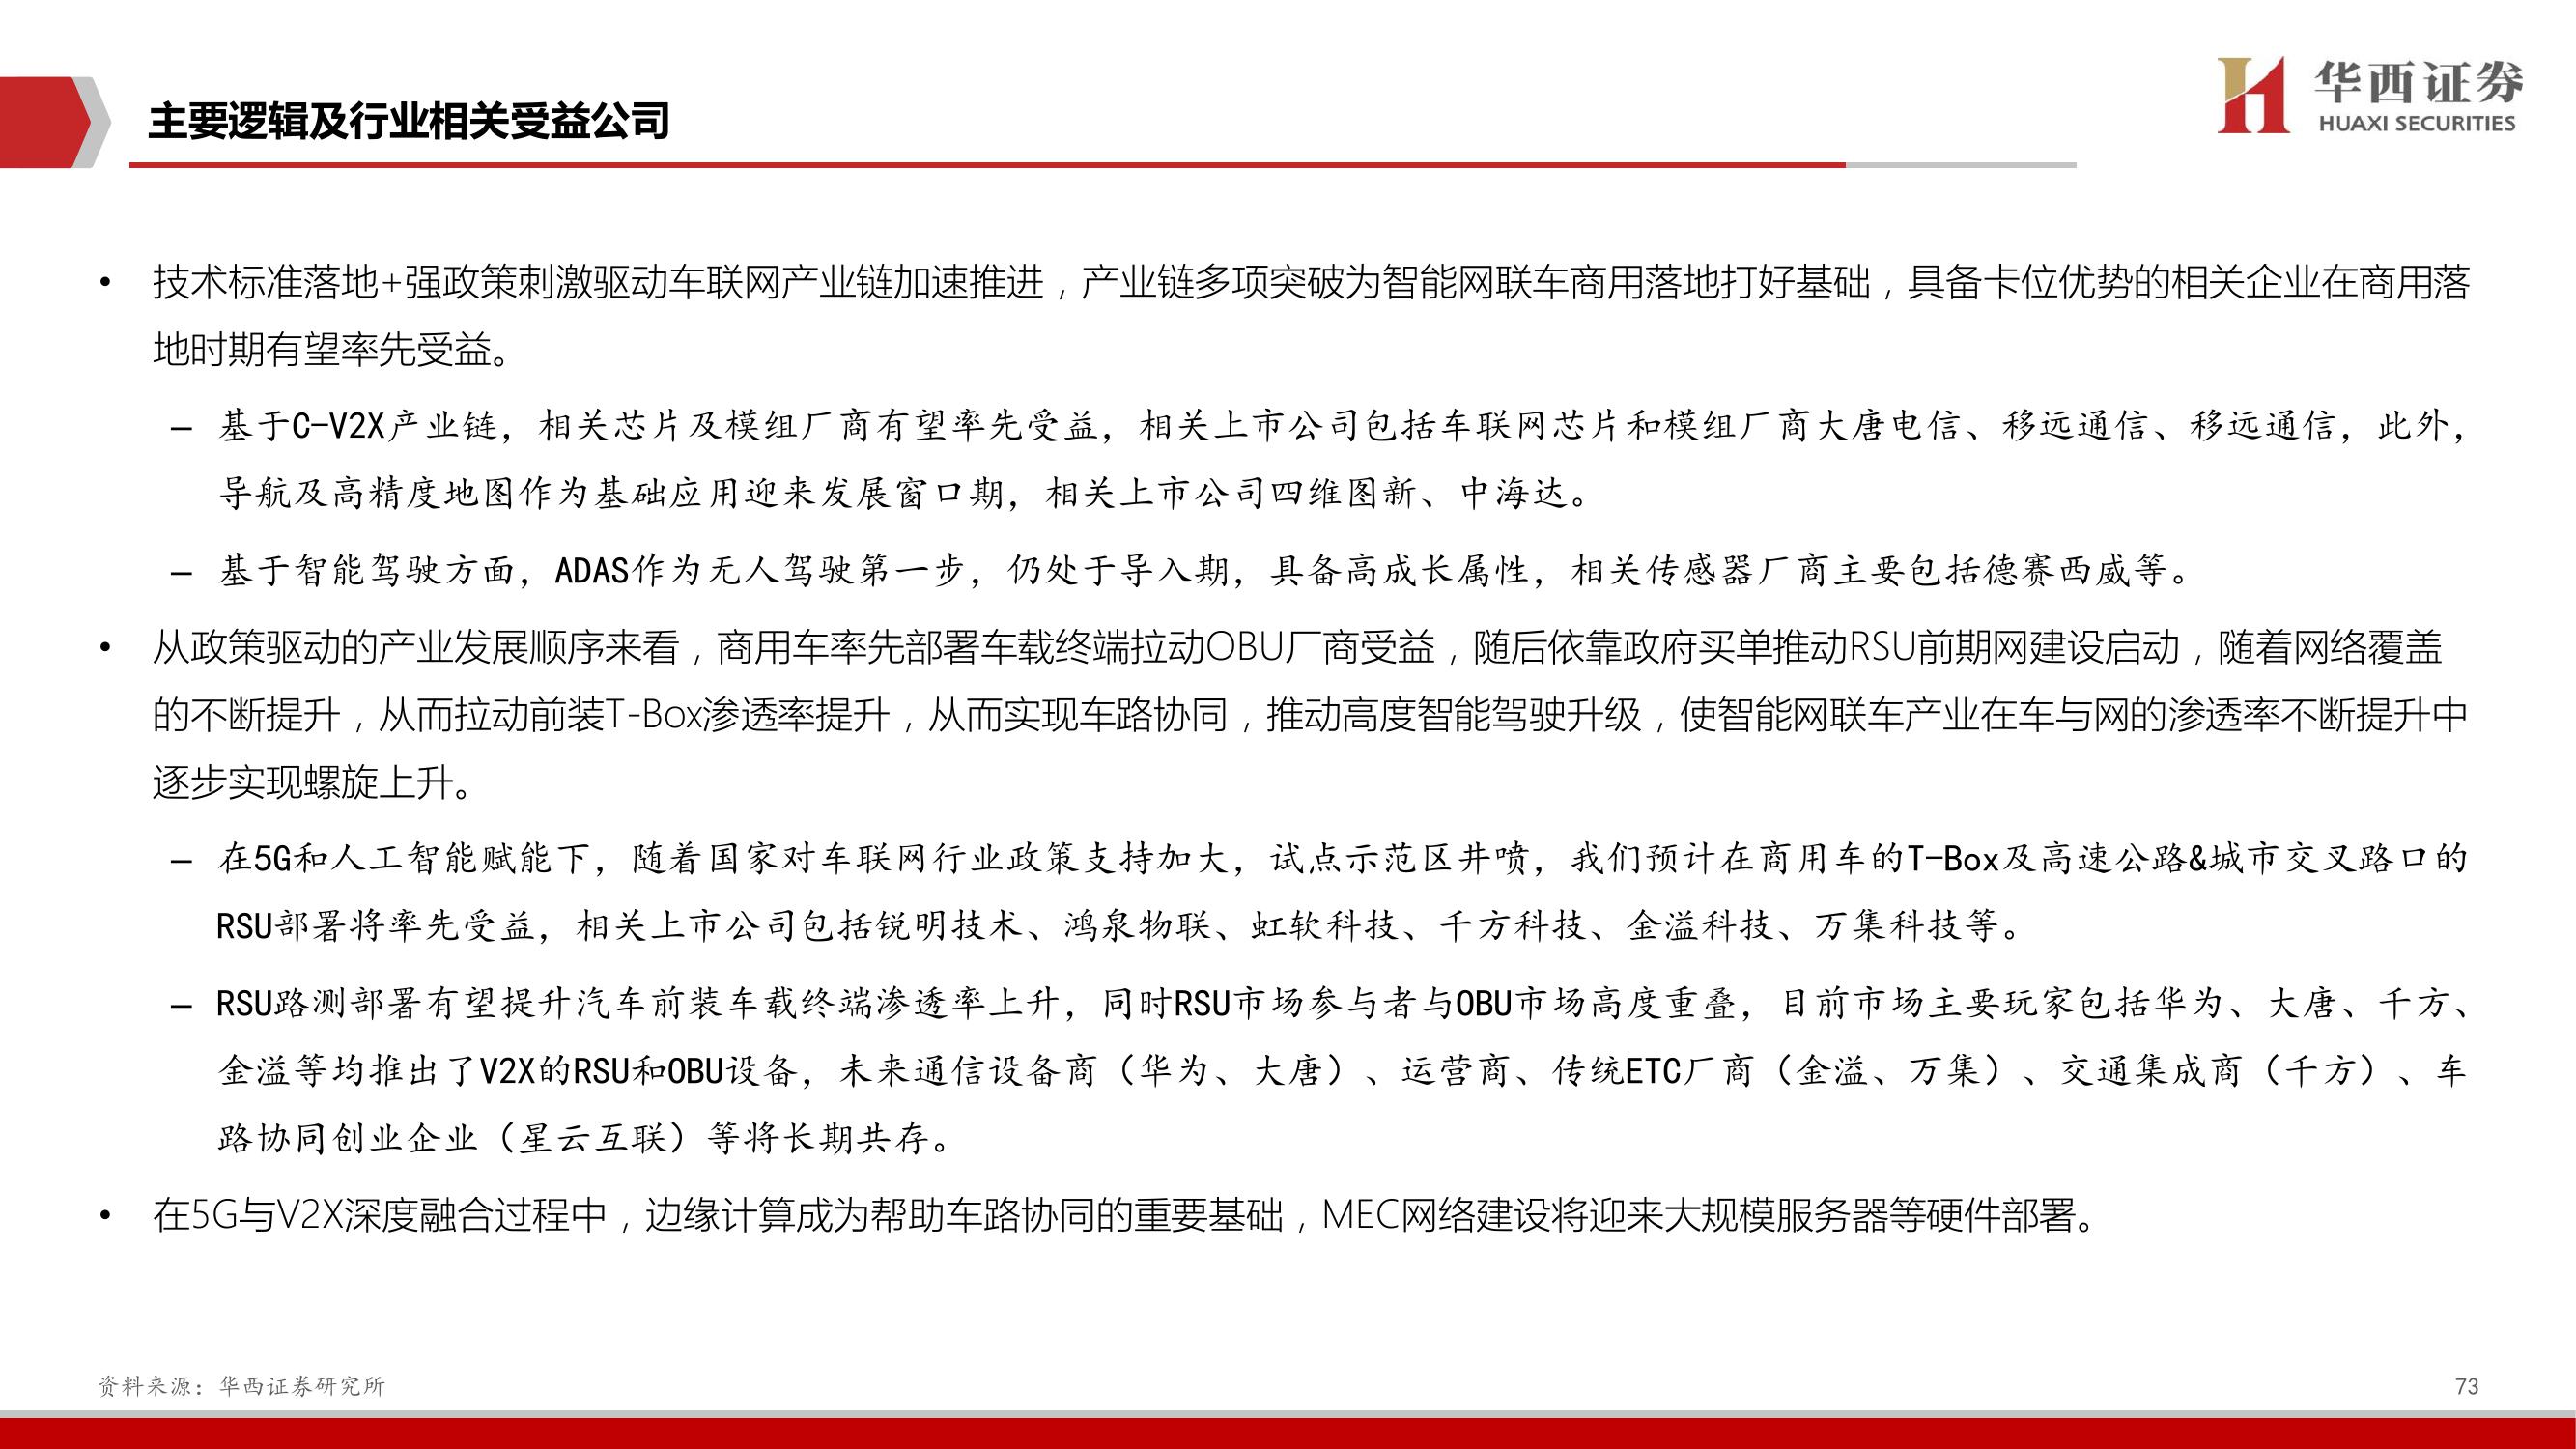 主要逻辑及行业相关受益公司
华西证券
HUAXI SECURITIES
• 技术标准落地+强政策刺激驱动车联网产业链加速推进，产业链多项突破为智能网联车商用落地打好基础，具备卡位优势的相关企业在商用落
地时期有望率先受益。
– 基于C-V2X产业链，相关芯片及模组厂商有望率先受益，相关上市公司包括车联网芯片和模组厂商大唐电信、移远通信、移远通信，此外，
导航及高精度地图作为基础应用迎来发展窗口期，相关上市公司四维图新、中海达。
– 基于智能驾驶方面，ADAS作为无人驾驶第一步，仍处于导入期，具备高成长属性，相关传感器厂商主要包括德赛西威等。
• 从政策驱动的产业发展顺序来看，商用车率先部署车载终端拉动OBU厂商受益，随后依靠政府买单推动RSU前期网建设启动，随着网络覆盖
的不断提升，从而拉动前装T-Box渗透率提升，从而实现车路协同，推动高度智能驾驶升级，使智能网联车产业在车与网的渗透率不断提升中
逐步实现螺旋上升。
– 在5G和人工智能赋能下，随着国家对车联网行业政策支持加大，试点示范区井喷，我们预计在商用车的T-Box及高速公路&城市交叉路口的
RSU部署将率先受益，相关上市公司包括锐明技术、鸿泉物联、虹软科技、千方科技、金溢科技、万集科技等。
– RSU路测部署有望提升汽车前装车载终端渗透率上升，同时RSU市场参与者与OBU市场高度重叠，目前市场主要玩家包括华为、大唐、千方、
金溢等均推出了V2X的RSU和OBU设备，未来通信设备商（华为、大唐）、运营商、传统ETC厂商（金溢、万集）、交通集成商（千方）、车
路协同创业企业（星云互联）等将长期共存。
• 在5G与V2X深度融合过程中，边缘计算成为帮助车路协同的重要基础，MEC网络建设将迎来大规模服务器等硬件部署。
资料来源：华西证券研究所
73